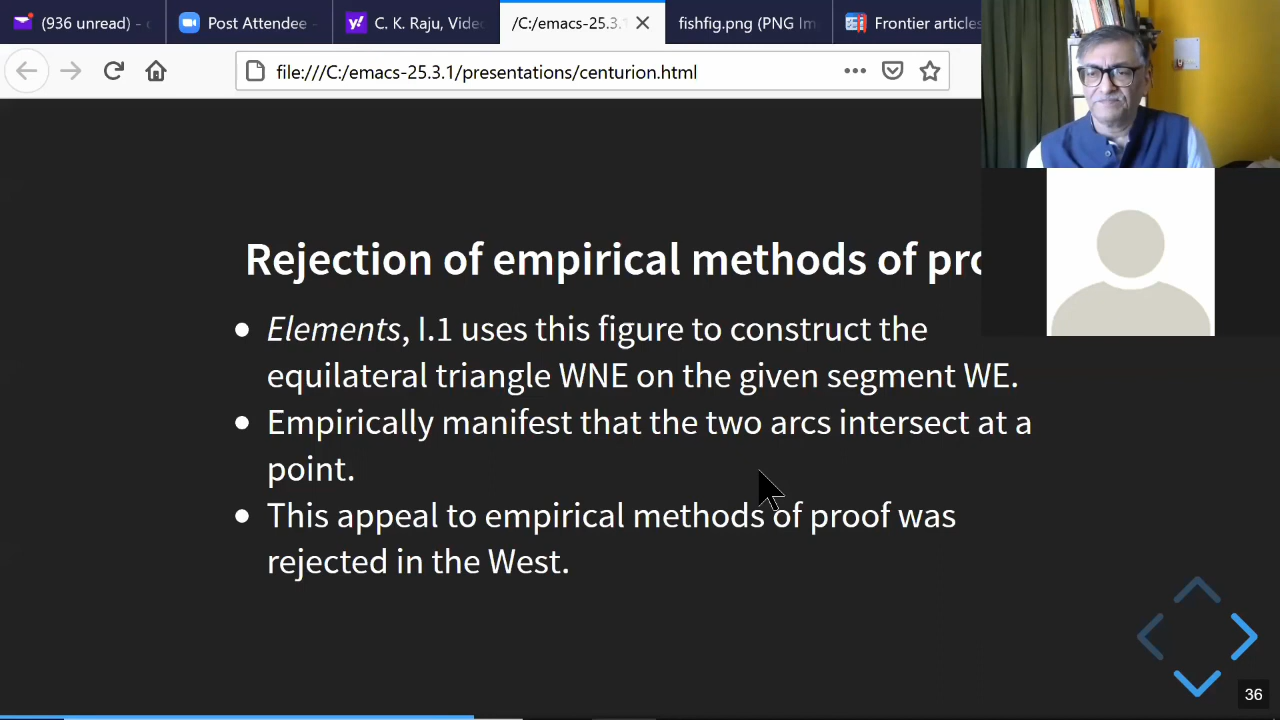 (936 unread) - c
Post Attendee -
C. K. Raju, Video
/C:/emacs-25.3.1
fishfig.png (PNG Im
Frontier articles
file:///C:/emacs-25.3.1/presentations/centurion.html
Rejection of empirical methods of pro
Elements, I.1 uses this figure to construct the
equilateral triangle WNE on the given segment WE.
Empirically manifest that the two arcs intersect at a
point.
This appeal to empirical methods of proof was
rejected in the West.
36